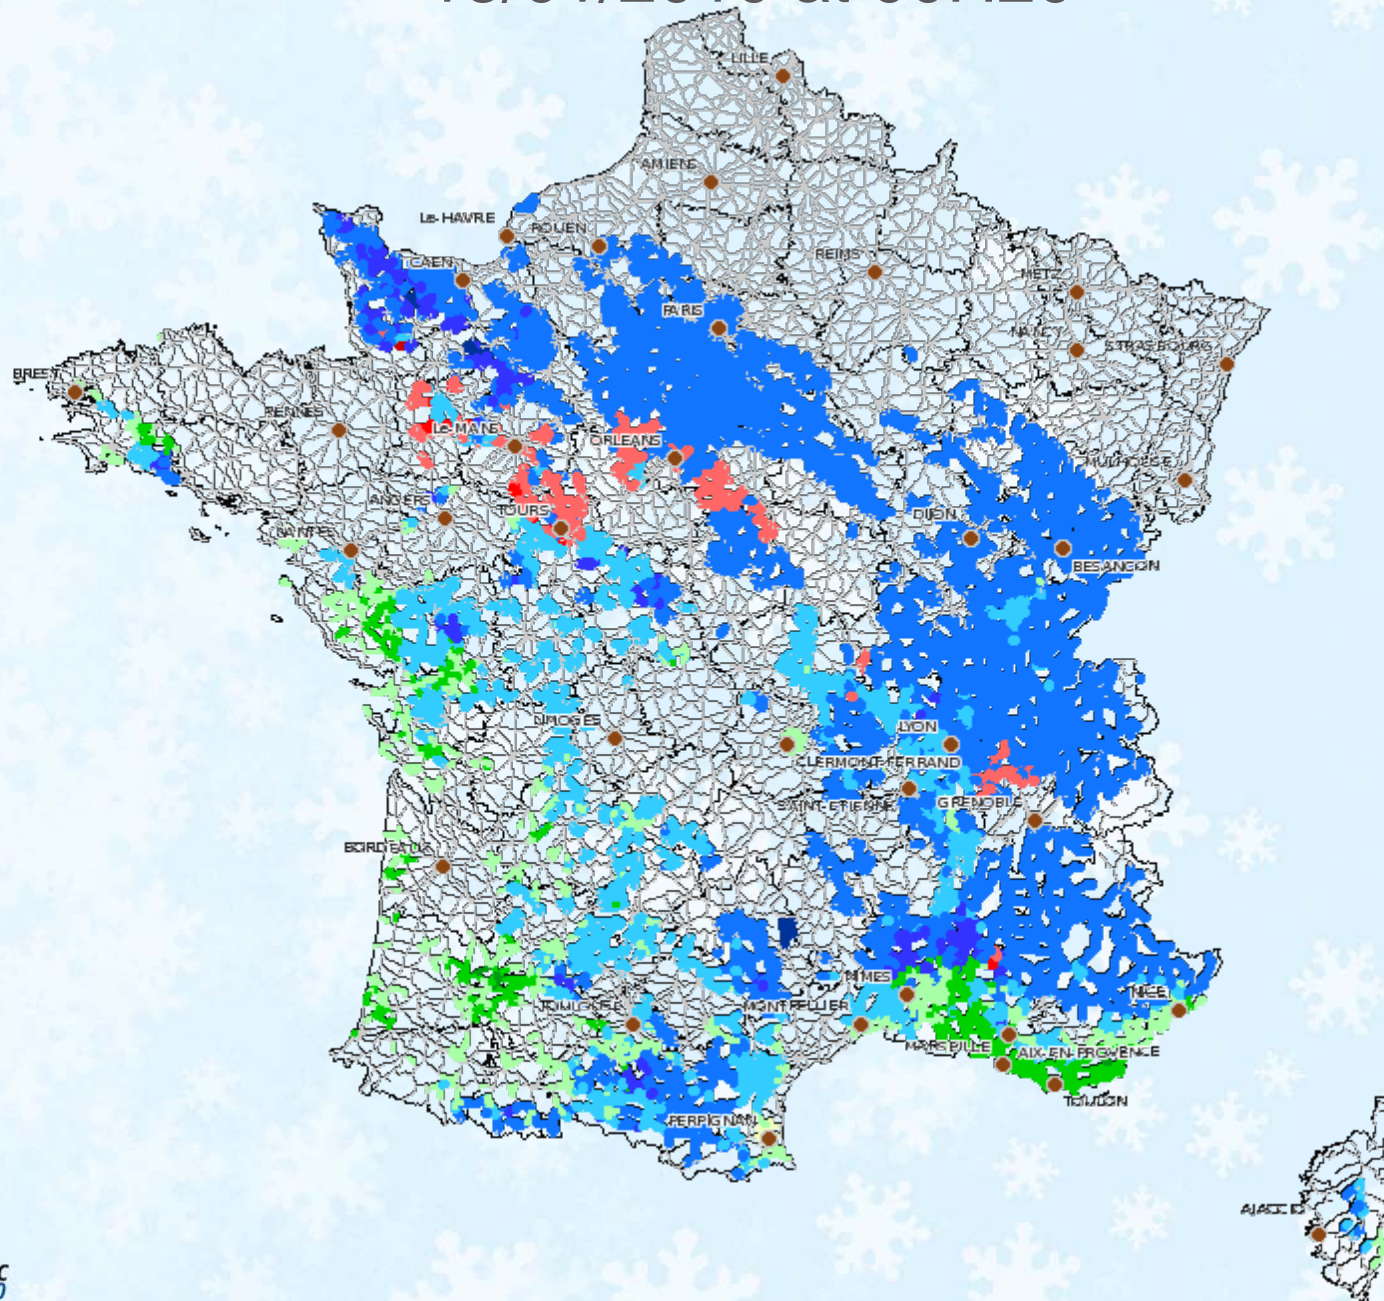 LILLE
AMIENS
Le-HAVRE
ROUEN
CAEN
REIMS
METZ
PARIS
NANCY
STRASBOURG
BREST
RENNES
Le-MANS
ORLEANS
MULHOUSE
ANGERS
TOURS
DIJON
NANTES
BESANCON
LIMOGES
LYON
CLERMONT-FERRAND
SAINT-ETIENNE
GRENOBLE
BORDEAUX
NIMES
TOULOUSE
MONTPELLIER
NICE
MARSEILLE
AIX-EN-PROVENCE
TOULON
PERPIGNAN
AJACCIO